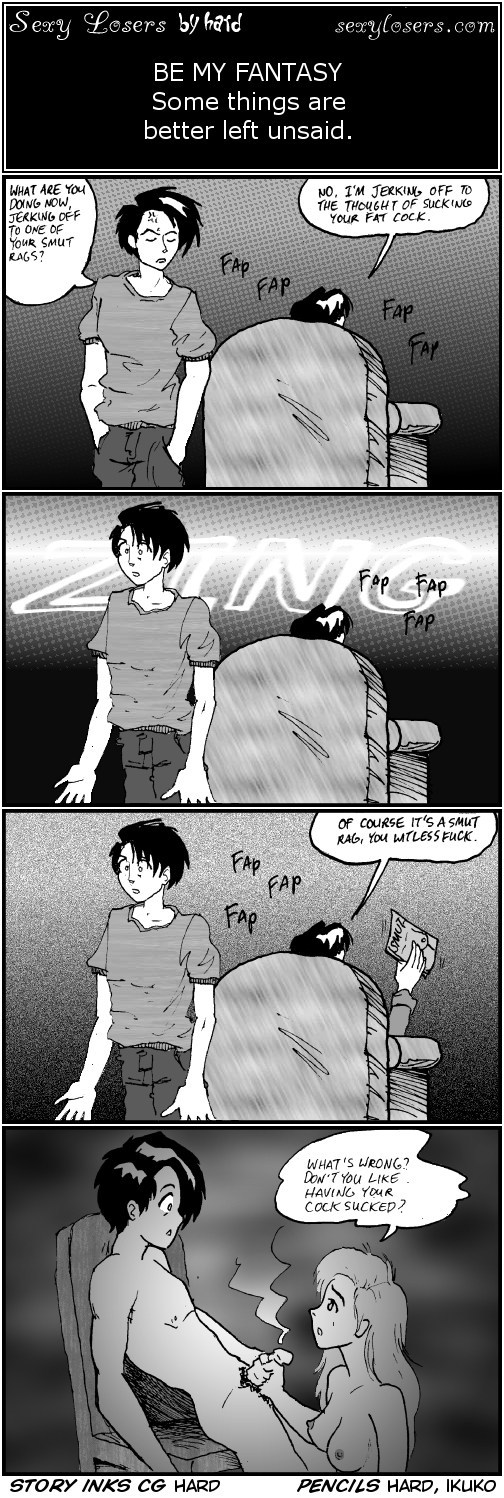 Sexy Losers by hard
sexylosers.com
BE MY FANTASY
Some things are
better left unsaid.
WHAT ARE YOU
DOING NOW,
JERKING OFF
TO ONE OF
YOUR SMUT
RAGS?
NO, I'M JERKING OFF TO
THE THOUGHT OF SUCKING
YOUR FAT COCK.
FAP
FAP
FAP
FAP
ZING
FAP
FAP
FAP
OF COURSE IT'S A SMUT
RAG, YOU WITLESS FUCK.
FAP
FAP
FAP
WHAT'S WRONG?
DON'T YOU LIKE
HAVING YOUR
COCK SUCKED?
STORY INKS CG HARD
PENCILS HARD, IKUKO